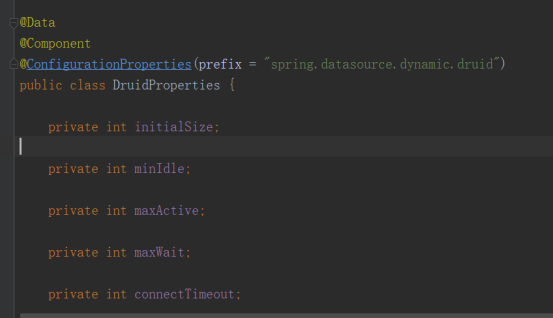 @Data
@Component
@ConfigurationProperties(prefix = "spring.datasource.dynamic.druid")
public class DruidProperties {
private int initialSize;
private int minIdle;
private int maxActive;
private int maxWait;
private int connectTimeout;